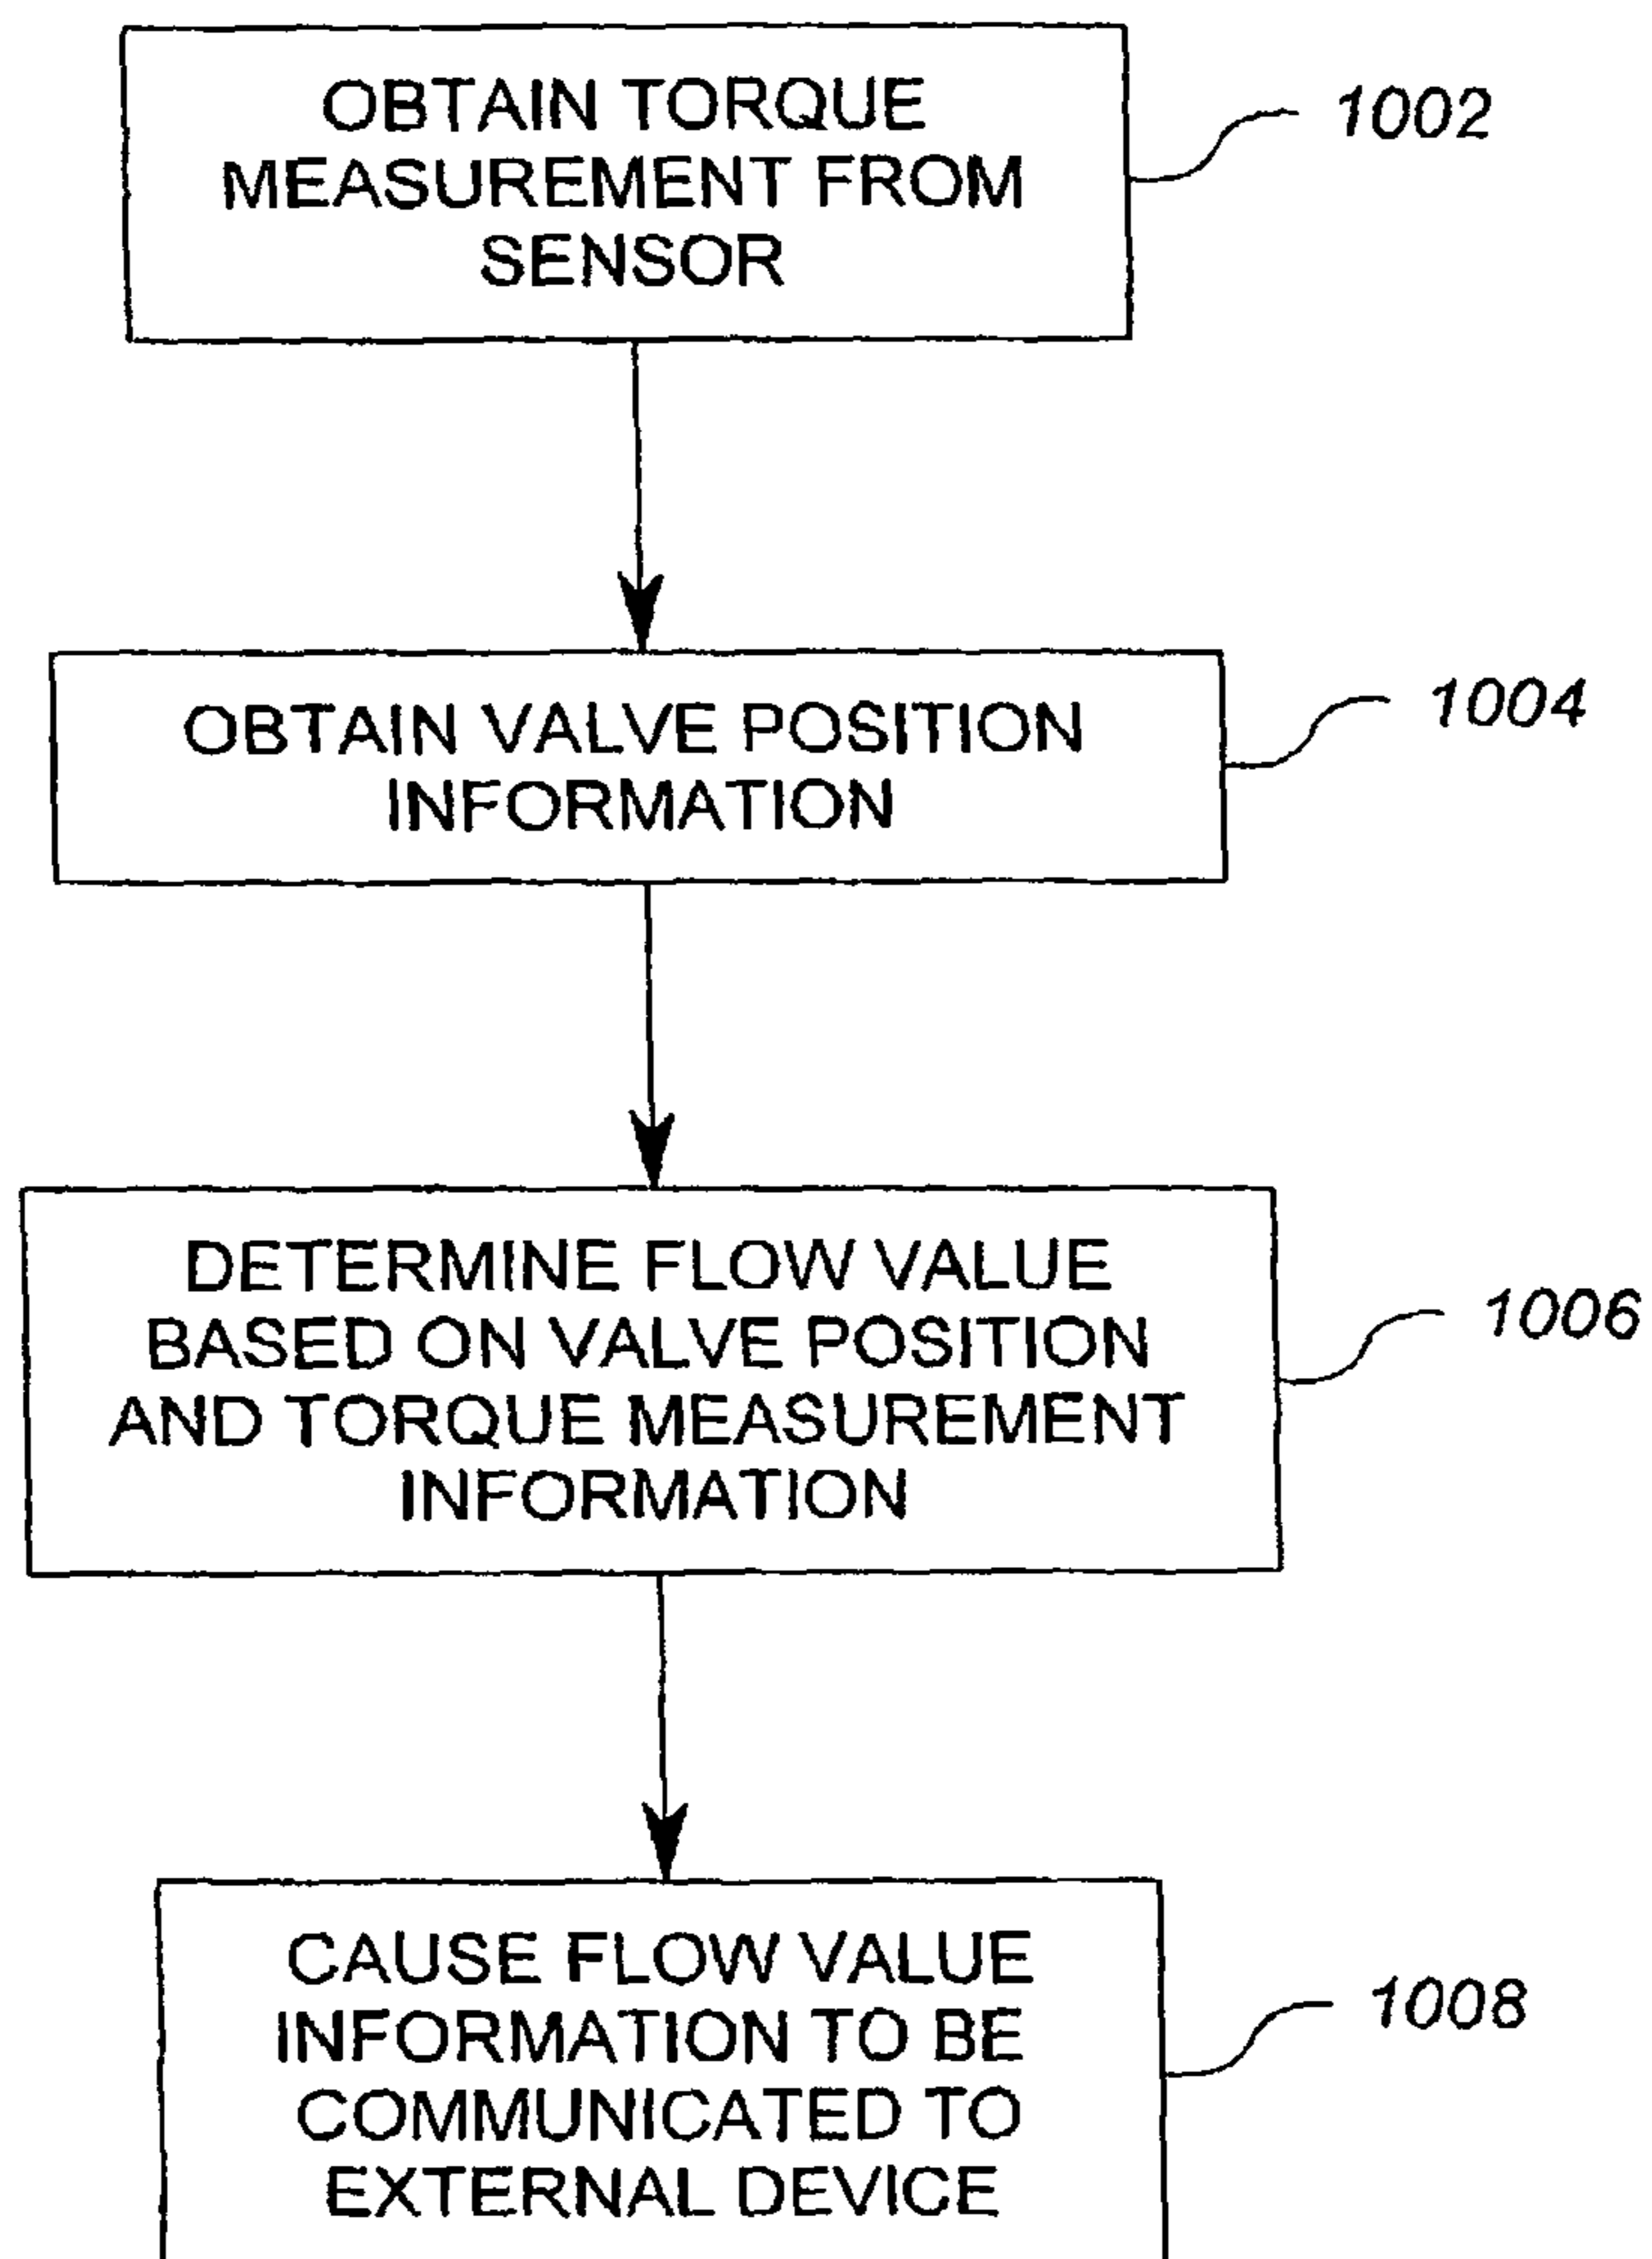 OBTAIN TORQUE
MEASUREMENT FROM
SENSOR
1002
OBTAIN VALVE POSITION
INFORMATION
1004
DETERMINE FLOW VALUE
BASED ON VALVE POSITION
AND TORQUE MEASUREMENT
INFORMATION
1006
CAUSE FLOW VALUE
INFORMATION TO BE
COMMUNICATED TO
EXTERNAL DEVICE
1008